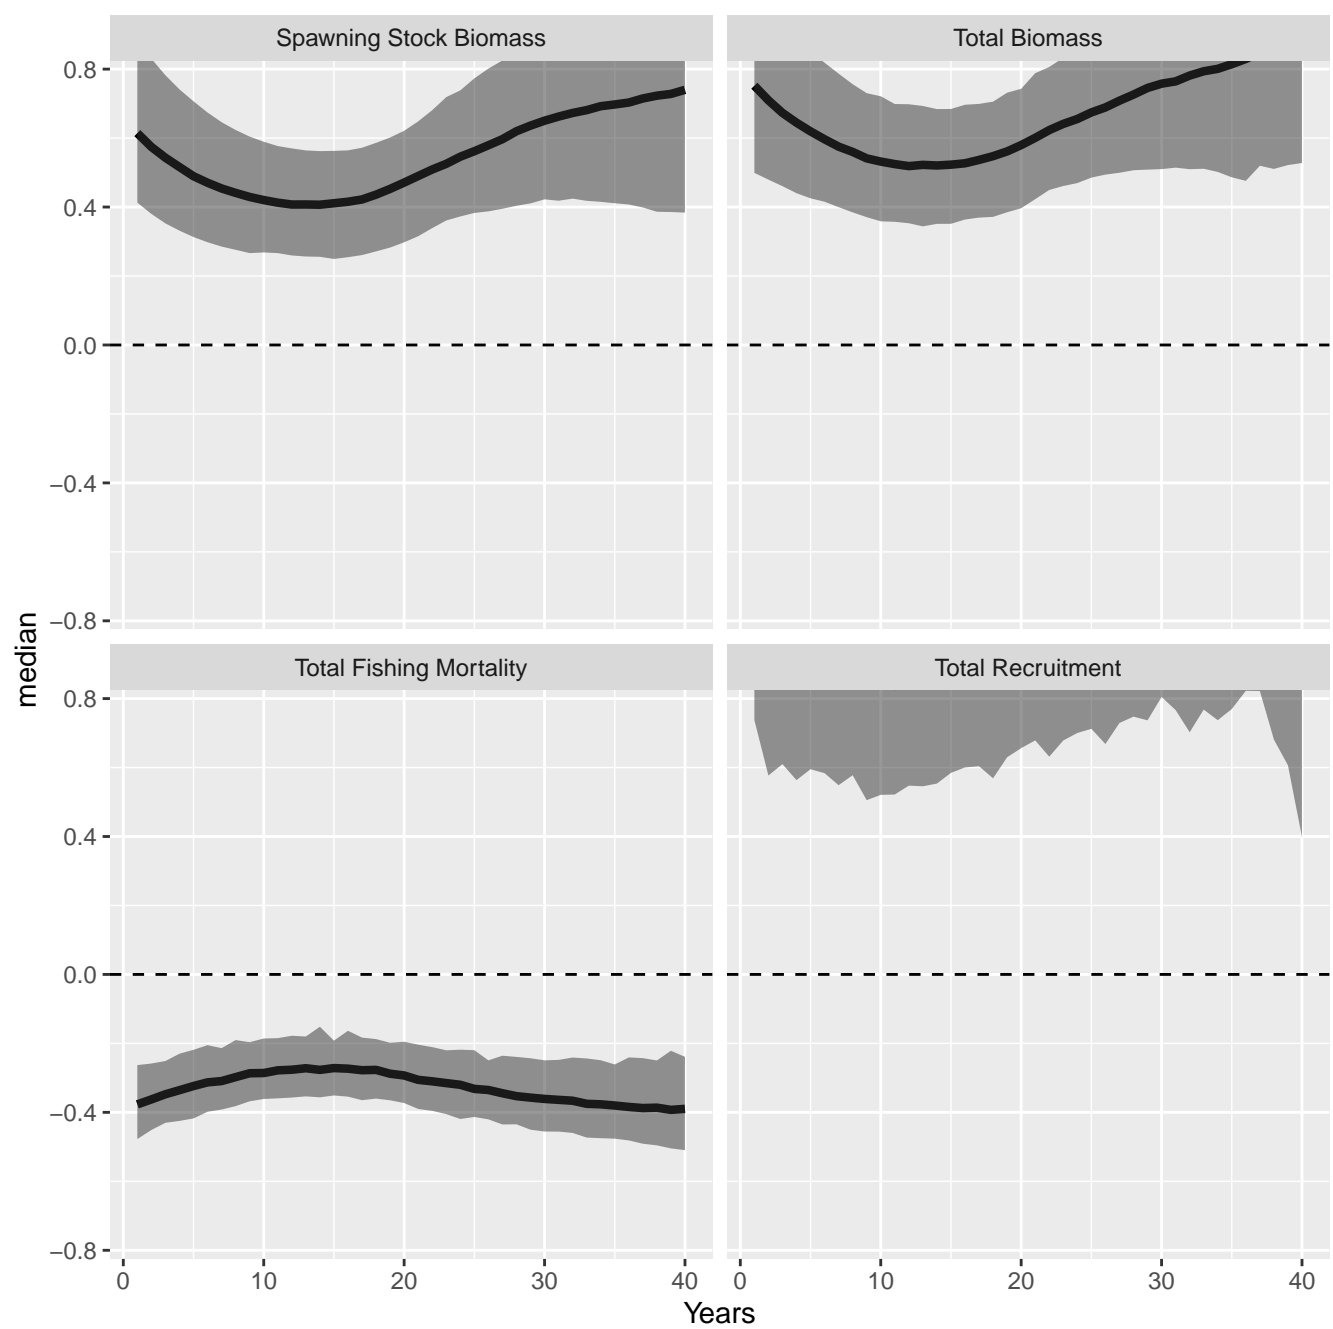 Spawning Stock Biomass
Total Biomass
0.8
0.4
0.0
−0.4
−0.8
median
Total Fishing Mortality
Total Recruitment
0.8
0.4
0.0
−0.4
−0.8
0 10 20 30 40
0 10 20 30 40
Years